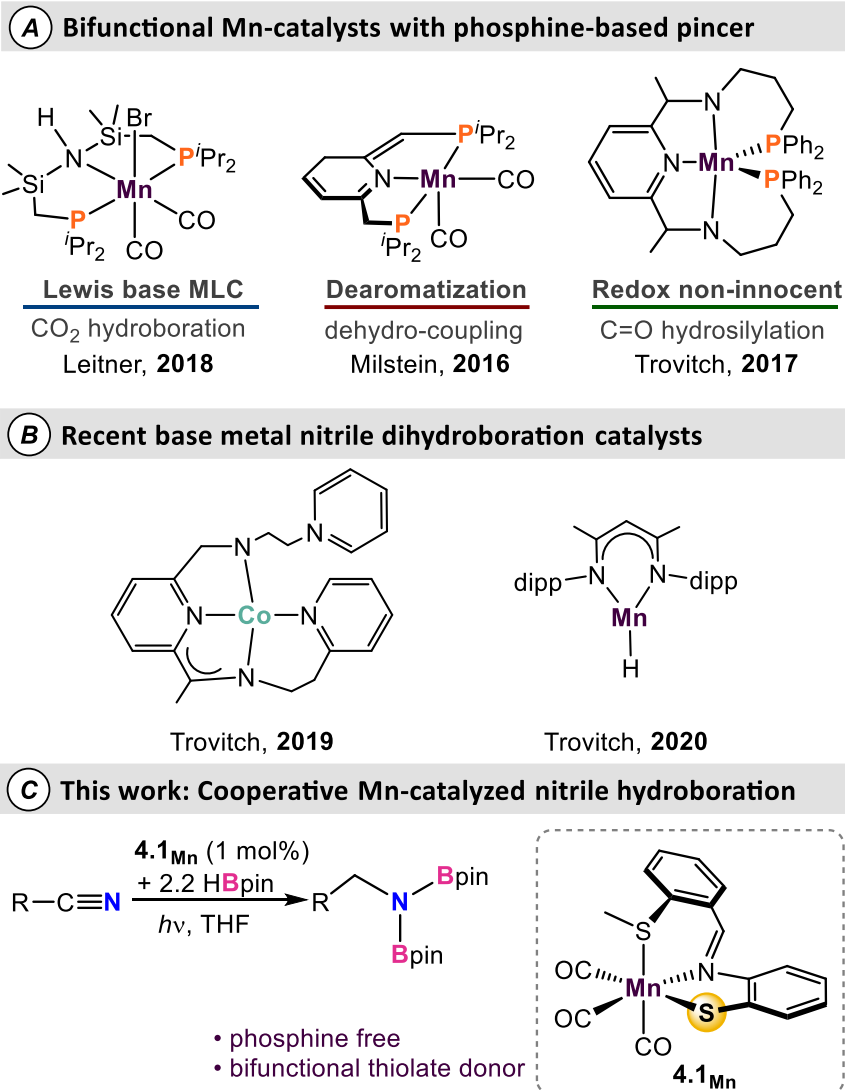 A Bifunctional Mn-catalysts with phosphine-based pincer
H
Si
Br
N
P iPr2
Si
Mn
P
iPr2
CO
CO
P iPr2
N
Mn
CO
P
iPr2
CO
N
N
Mn
PPh2
PPh2
N
Lewis base MLC
Dearomatization
Redox non-innocent
CO2 hydroboration
dehydro-coupling
C=O hydrosilylation
Leitner, 2018
Milstein, 2016
Trovitch, 2017
B Recent base metal nitrile dihydroboration catalysts
N
N
N
Co
N
N
dipp
N
N
dipp
Mn
H
Trovitch, 2019
Trovitch, 2020
C This work: Cooperative Mn-catalyzed nitrile hydroboration
R–C≡N
4.1Mn (1 mol%)
+ 2.2 HBpin
hν, THF
R
N
Bpin
Bpin
S
N
OC
Mn
S
OC
CO
4.1Mn
• phosphine free
• bifunctional thiolate donor